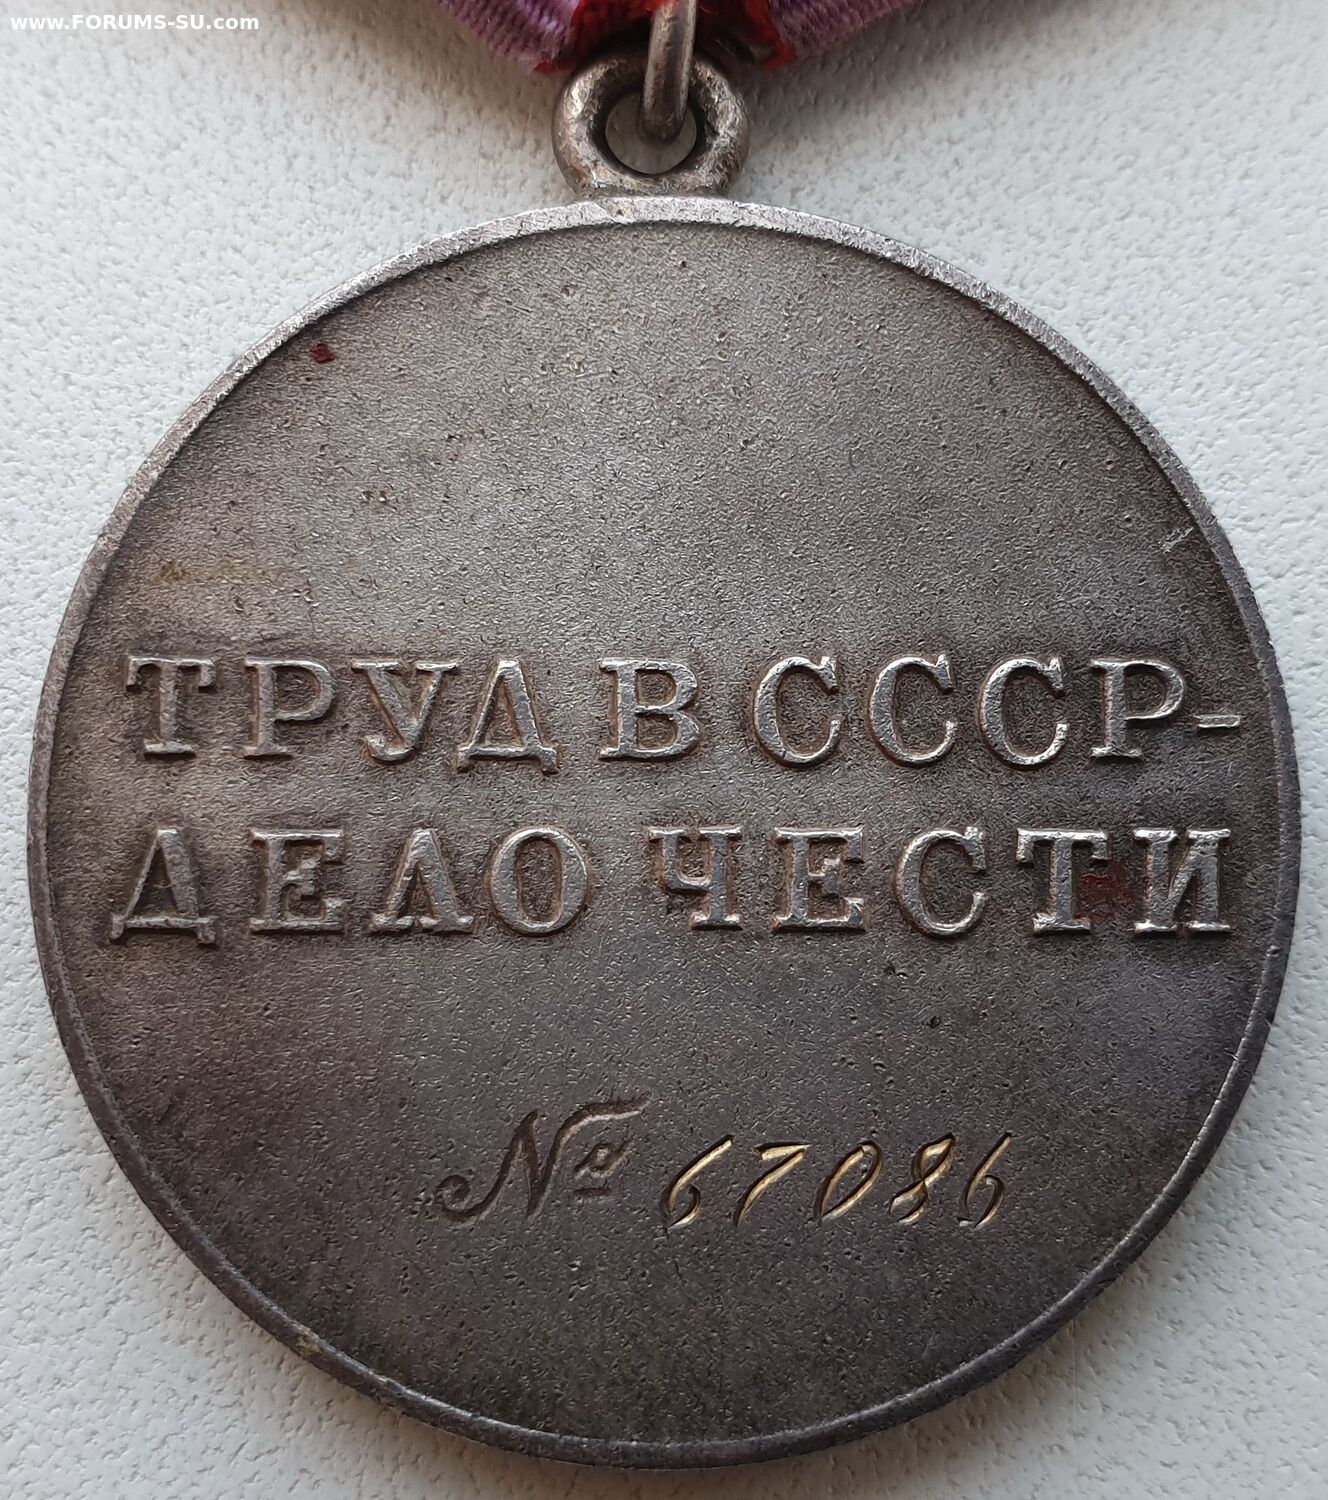 www.FORUMS-SU.com
ТРУД В СССР-
ДЕЛО ЧЕСТИ
№ 67086